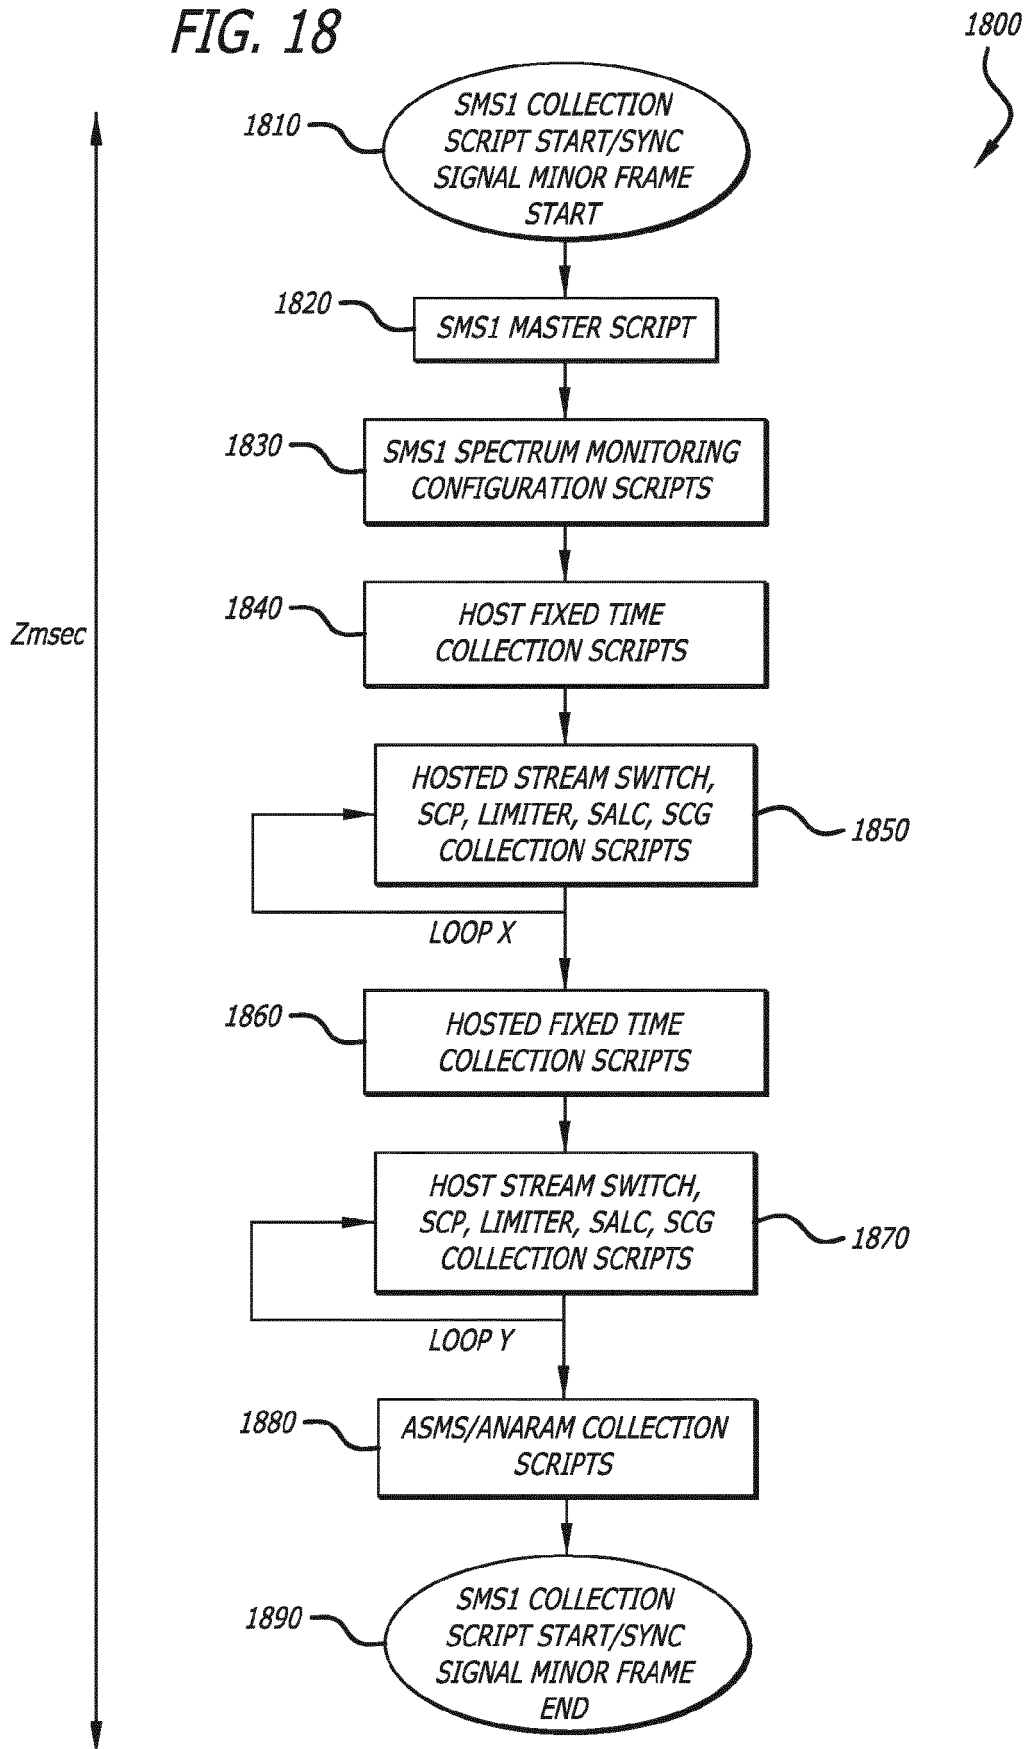 FIG. 18
1800
1810
SMS1 COLLECTION
SCRIPT START/SYNC
SIGNAL MINOR FRAME
START
1820
SMS1 MASTER SCRIPT
1830
SMS1 SPECTRUM MONITORING
CONFIGURATION SCRIPTS
1840
HOST FIXED TIME
COLLECTION SCRIPTS
Zmsec
HOSTED STREAM SWITCH,
SCP, LIMITER, SALC, SCG
COLLECTION SCRIPTS
1850
LOOP X
1860
HOSTED FIXED TIME
COLLECTION SCRIPTS
HOST STREAM SWITCH,
SCP, LIMITER, SALC, SCG
COLLECTION SCRIPTS
1870
LOOP Y
1880
ASMS/ANARAM COLLECTION
SCRIPTS
1890
SMS1 COLLECTION
SCRIPT START/SYNC
SIGNAL MINOR FRAME
END